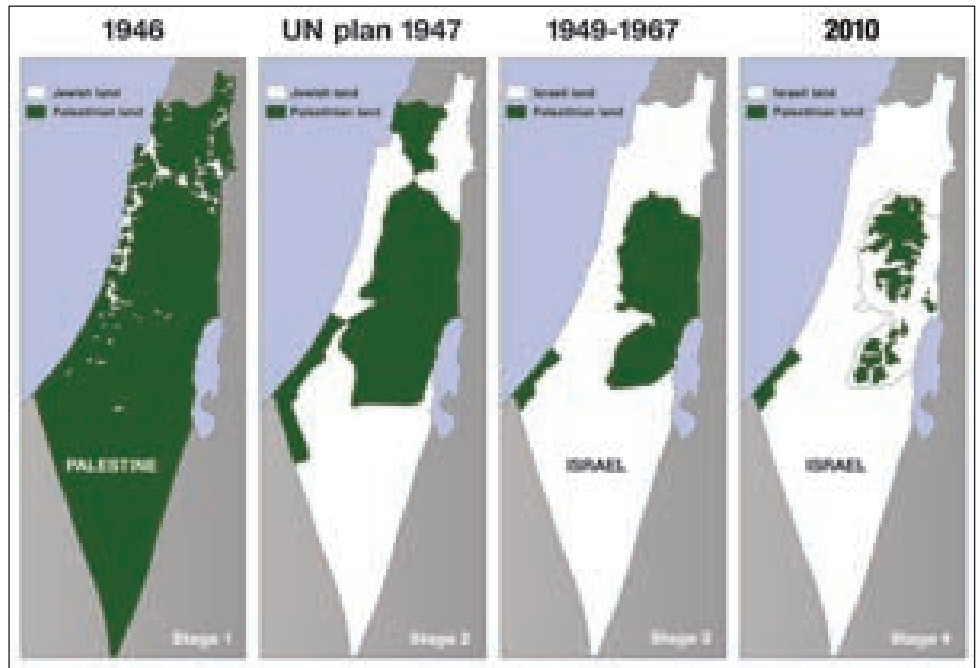 1946
Jewish land
Palestinian land
PALESTINE
Stage 1
UN plan 1947
Jewish land
Palestinian land
Stage 2
1949-1967
Israeli land
Palestinian land
ISRAEL
Stage 3
2010
Israeli land
Palestinian land
ISRAEL
Stage 4